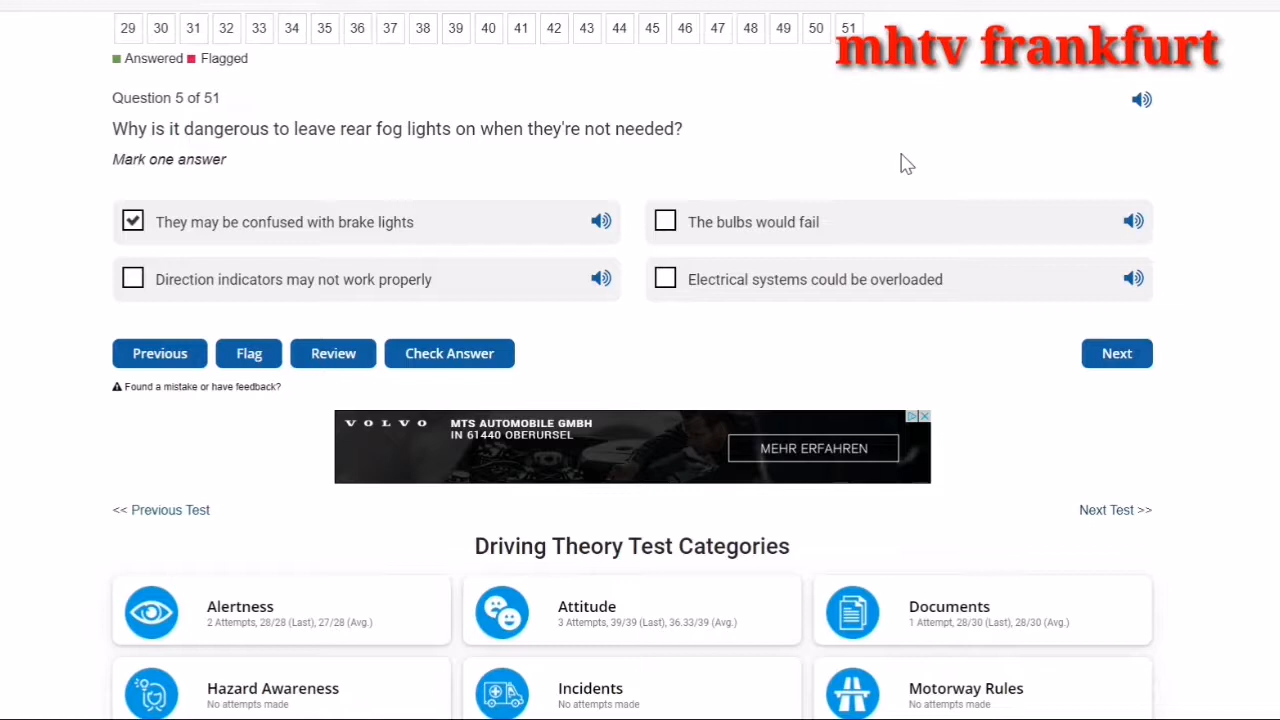 29 30 31 32 33 34 35 36 37 38 39 40 41 42 43 44 45 46 47 48 49 50 51
mhtv frankfurt
Answered Flagged
Question 5 of 51
Why is it dangerous to leave rear fog lights on when they're not needed?
Mark one answer
They may be confused with brake lights
The bulbs would fail
Direction indicators may not work properly
Electrical systems could be overloaded
Previous Flag Review Check Answer Next
Found a mistake or have feedback?
VOLVO MTS AUTOMOBILE GMBH
IN 61440 OBERURSEL
MEHR ERFAHREN
<< Previous Test Next Test >>
Driving Theory Test Categories
Alertness
2 Attempts, 28/28 (Last), 27/28 (Avg.)
Attitude
3 Attempts, 39/39 (Last), 36.33/39 (Avg.)
Documents
1 Attempt, 28/30 (Last), 28/30 (Avg.)
Hazard Awareness
No attempts made
Incidents
No attempts made
Motorway Rules
No attempts made